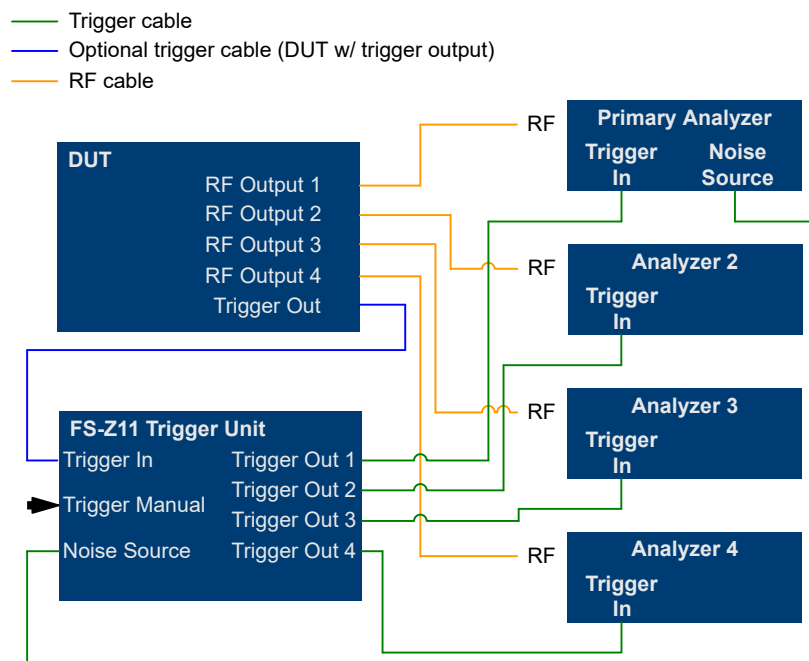 Trigger cable
Optional trigger cable (DUT w/ trigger output)
RF cable
DUT
RF Output 1
RF Output 2
RF Output 3
RF Output 4
Trigger Out
RF
Primary Analyzer
Trigger In
Noise Source
RF
Analyzer 2
Trigger In
RF
Analyzer 3
Trigger In
RF
Analyzer 4
Trigger In
FS-Z11 Trigger Unit
Trigger In
Trigger Manual
Noise Source
Trigger Out 1
Trigger Out 2
Trigger Out 3
Trigger Out 4